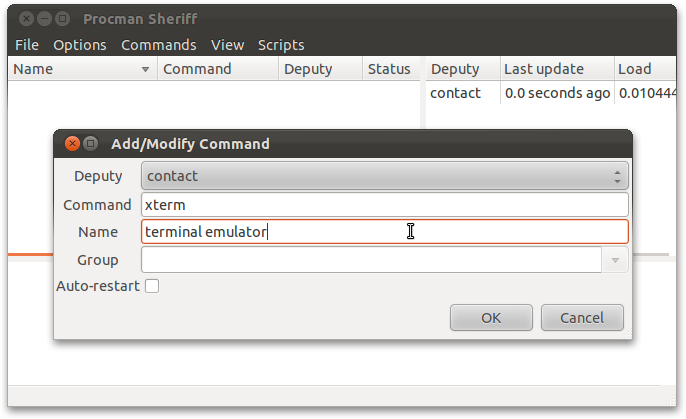 Procman Sheriff
File Options Commands View Scripts
Name Command Deputy Status Deputy Last update Load
contact 0.0 seconds ago 0.010444
Add/Modify Command
Deputy contact
Command xterm
Name terminal emulator
Group
Auto-restart
OK Cancel